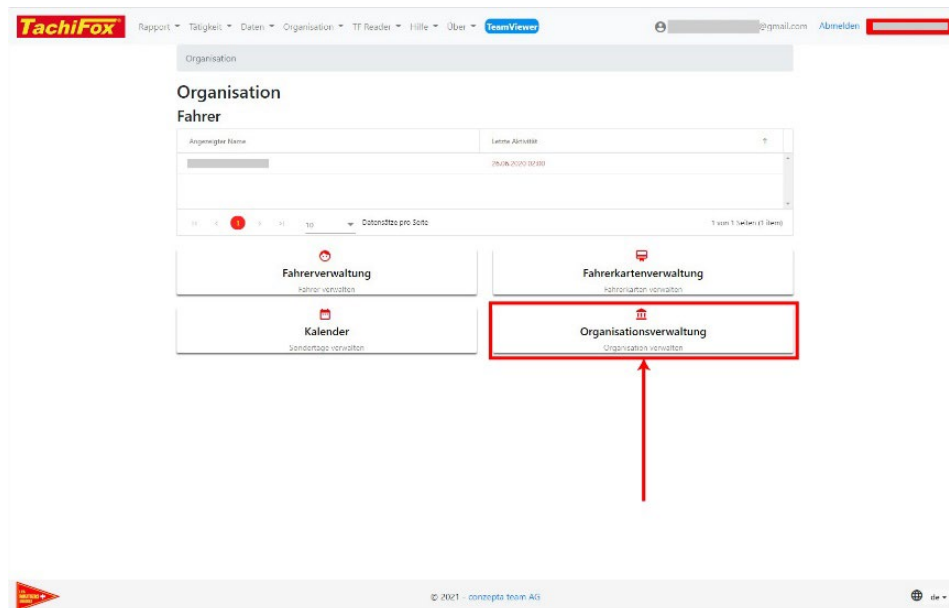 TachiFox®
Rapport Tätigkeit Daten Organisation TF Reader Hilfe Über TeamViewer @gmail.com Abmelden
Organisation
Organisation
Fahrer
Angezeigter Name Letzte Aktivität
26.06.2020 02:00
1 10 Datensätze pro Seite 1 von 1 Seiten (1 item)
Fahrerverwaltung Fahrerkartenverwaltung
Fahrer verwalten Fahrerkarten verwalten
Kalender Organisationsverwaltung
Sondertage verwalten Organisation verwalten
© 2021 - conzepta team AG de